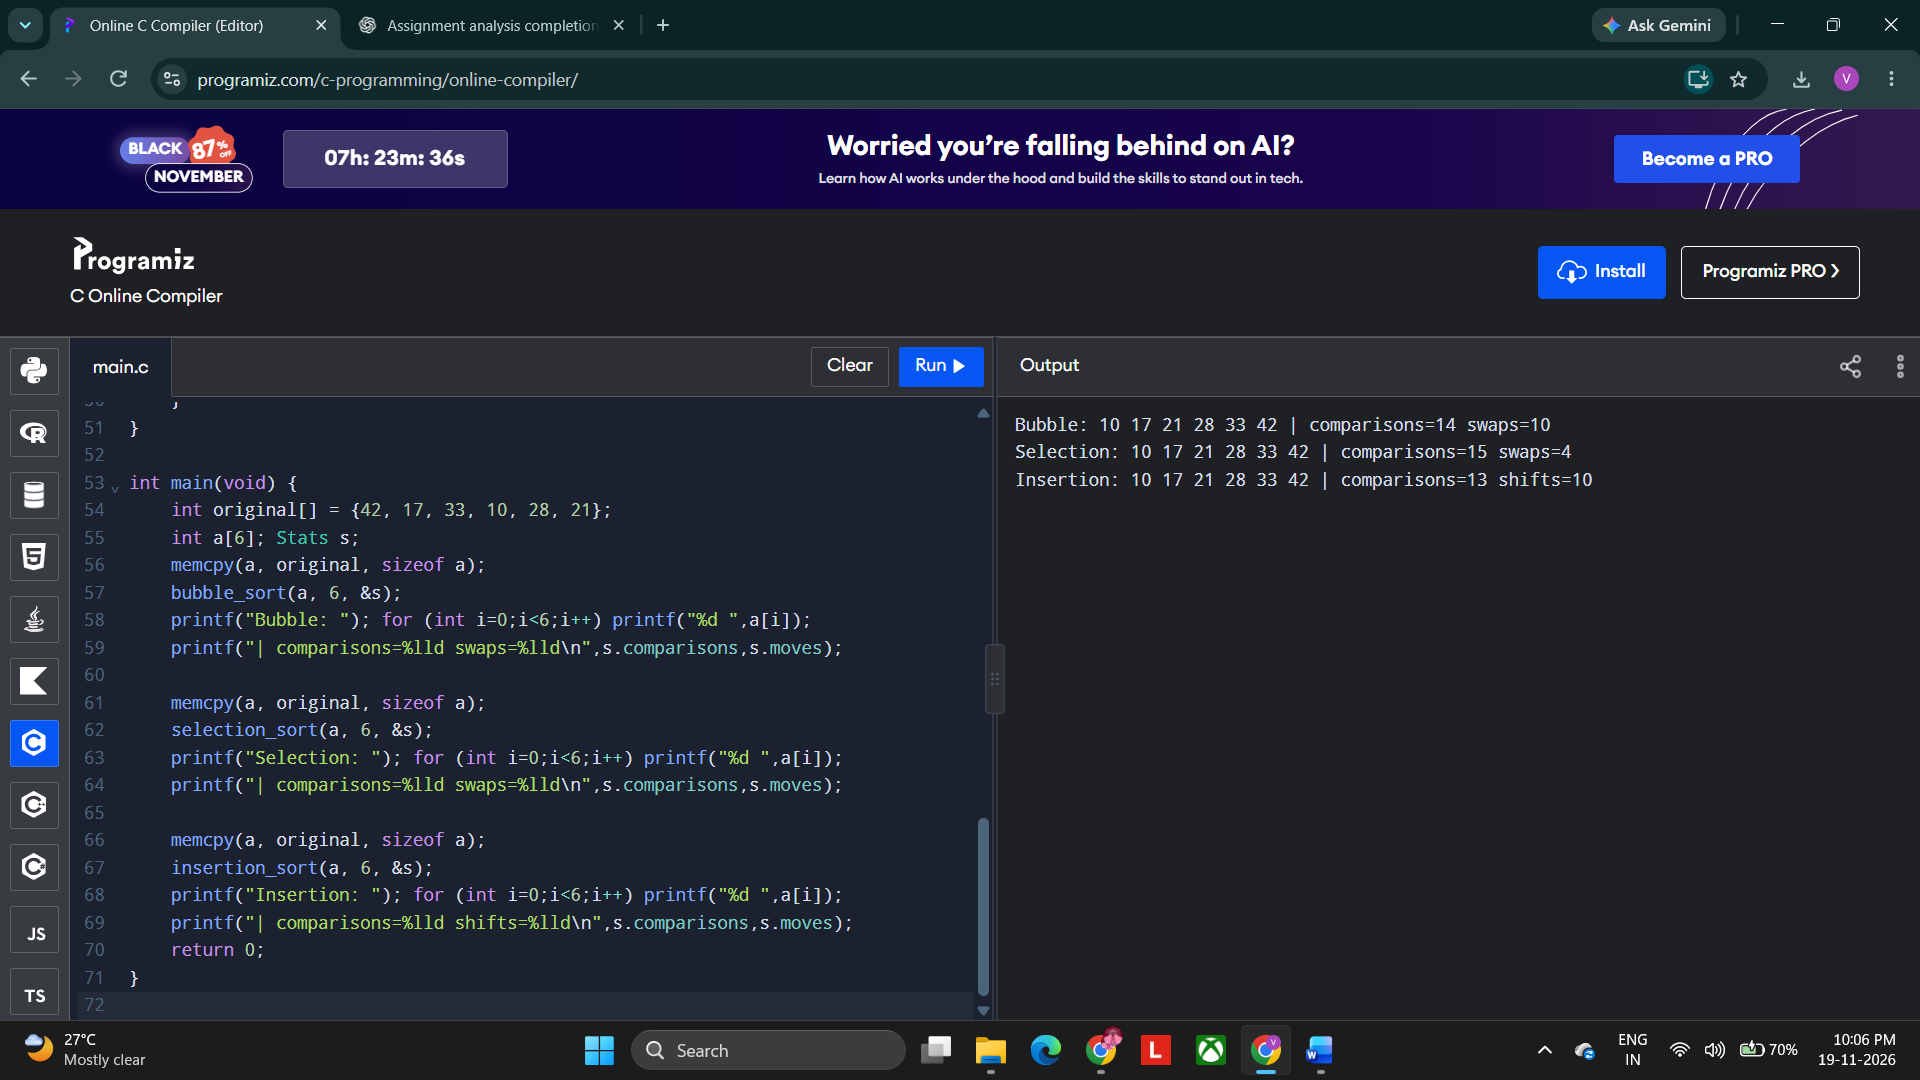 Online C Compiler (Editor)
Assignment analysis completion
Ask Gemini
programiz.com/c-programming/online-compiler/
V
BLACK 87% OFF
NOVEMBER
07h: 23m: 36s
Worried you're falling behind on AI?
Learn how AI works under the hood and build the skills to stand out in tech.
Become a PRO
Programiz
C Online Compiler
Install
Programiz PRO >
main.c
Clear
Run
Output
50 }
51 }
52
53 int main(void) {
54 int original[] = {42, 17, 33, 10, 28, 21};
55 int a[6]; Stats s;
56 memcpy(a, original, sizeof a);
57 bubble_sort(a, 6, &s);
58 printf("Bubble: "); for (int i=0;i<6;i++) printf("%d ",a[i]);
59 printf("| comparisons=%lld swaps=%lld\n",s.comparisons,s.moves);
60
61 memcpy(a, original, sizeof a);
62 selection_sort(a, 6, &s);
63 printf("Selection: "); for (int i=0;i<6;i++) printf("%d ",a[i]);
64 printf("| comparisons=%lld swaps=%lld\n",s.comparisons,s.moves);
65
66 memcpy(a, original, sizeof a);
67 insertion_sort(a, 6, &s);
68 printf("Insertion: "); for (int i=0;i<6;i++) printf("%d ",a[i]);
69 printf("| comparisons=%lld shifts=%lld\n",s.comparisons,s.moves);
70 return 0;
71 }
72
Bubble: 10 17 21 28 33 42 | comparisons=14 swaps=10
Selection: 10 17 21 28 33 42 | comparisons=15 swaps=4
Insertion: 10 17 21 28 33 42 | comparisons=13 shifts=10
R
5
C
C
C
JS
TS
27°C
Mostly clear
Search
L
V
W
ENG
IN
70%
10:06 PM
19-11-2026